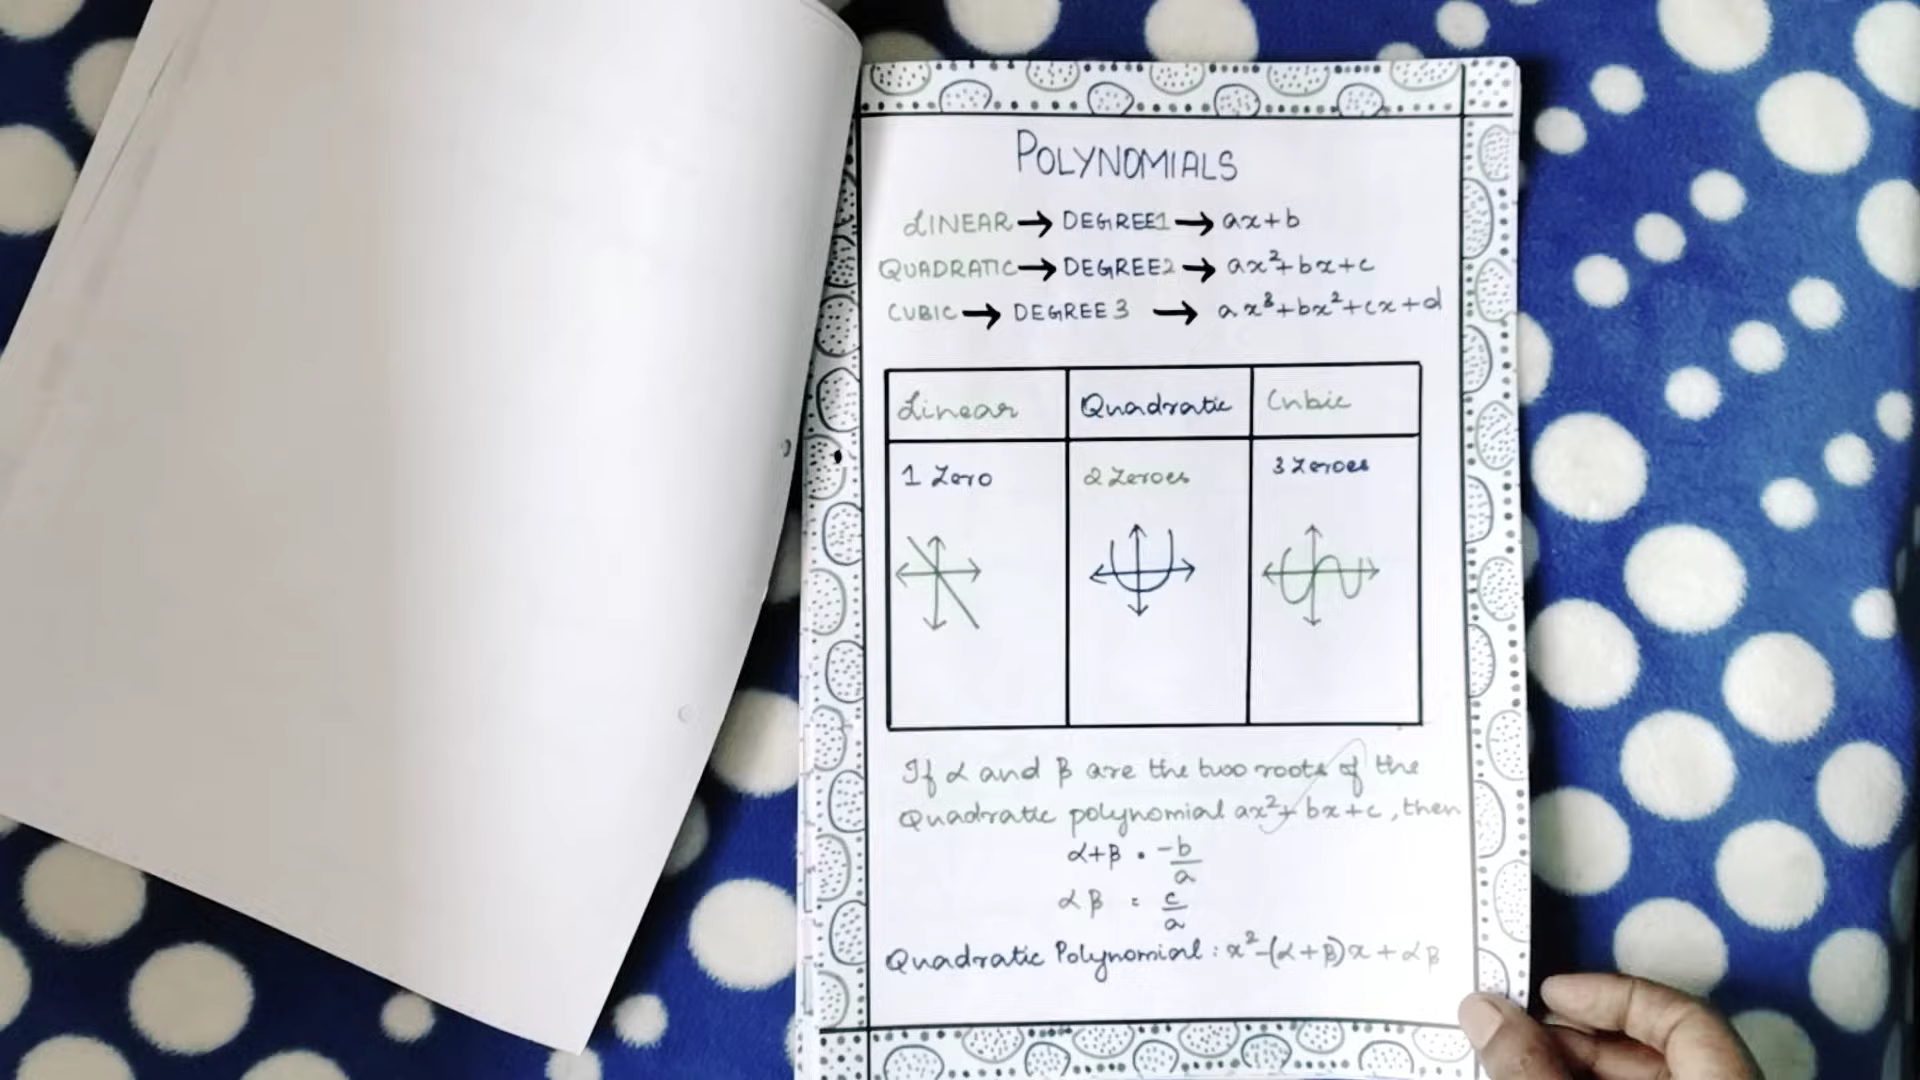 POLYNOMIALS
LINEAR → DEGREE1 → ax+b
QUADRATIC → DEGREE2 → ax²+bx+c
CUBIC → DEGREE 3 → ax³+bx²+cx+d
Linear Quadratic Cubic
1 Zero 2 Zeroes 3 Zeroes
If α and β are the two roots of the
Quadratic polynomial ax²+bx+c, then
α+β = -b/a
αβ = c/a
Quadratic Polynomial : x²-(α+β)x+αβ